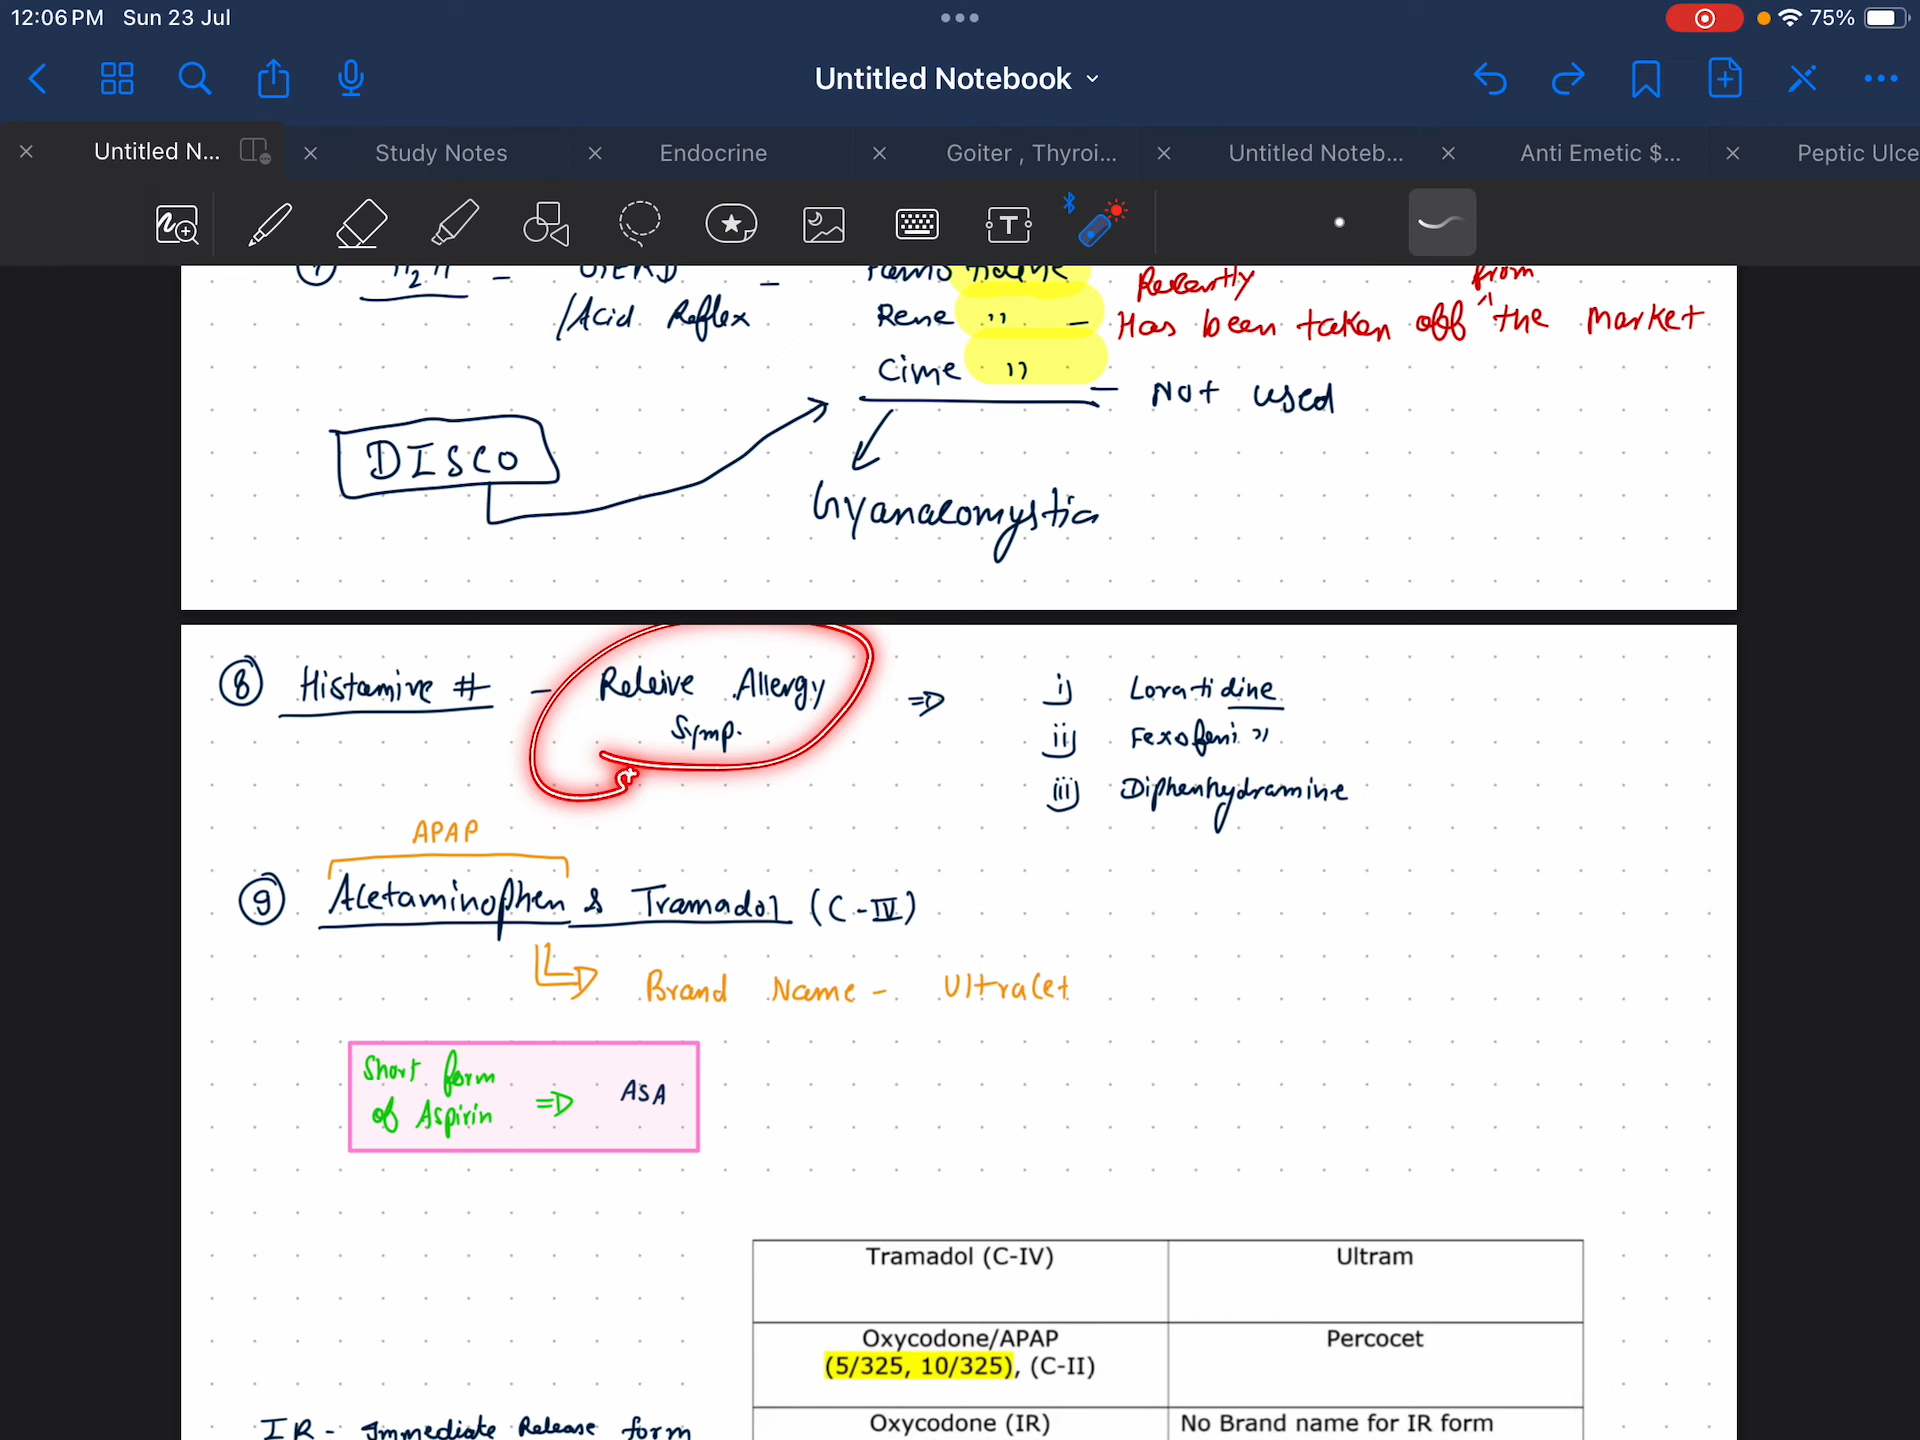 12:06 PM Sun 23 Jul
75%
Untitled Notebook
Untitled N...
Study Notes
Endocrine
Goiter , Thyroi...
Untitled Noteb...
Anti Emetic $...
Peptic Ulce
Recently from
/Acid Reflex
Rene " - Has been taken off the market
Cime " - Not used
DISCO
Gyanacomystia
8 Histamine # - Releive Allergy Symp. ⇒ i) Loratidine
ii) Fexofeni "
iii) Diphenhydramine
APAP
9 Acetaminophen & Tramadol (C-IV)
Brand Name - Ultracet
Short form
of Aspirin ⇒ ASA
Tramadol (C-IV) Ultram
Oxycodone/APAP Percocet
(5/325, 10/325), (C-II)
Oxycodone (IR) No Brand name for IR form
IR - Immediate Release form